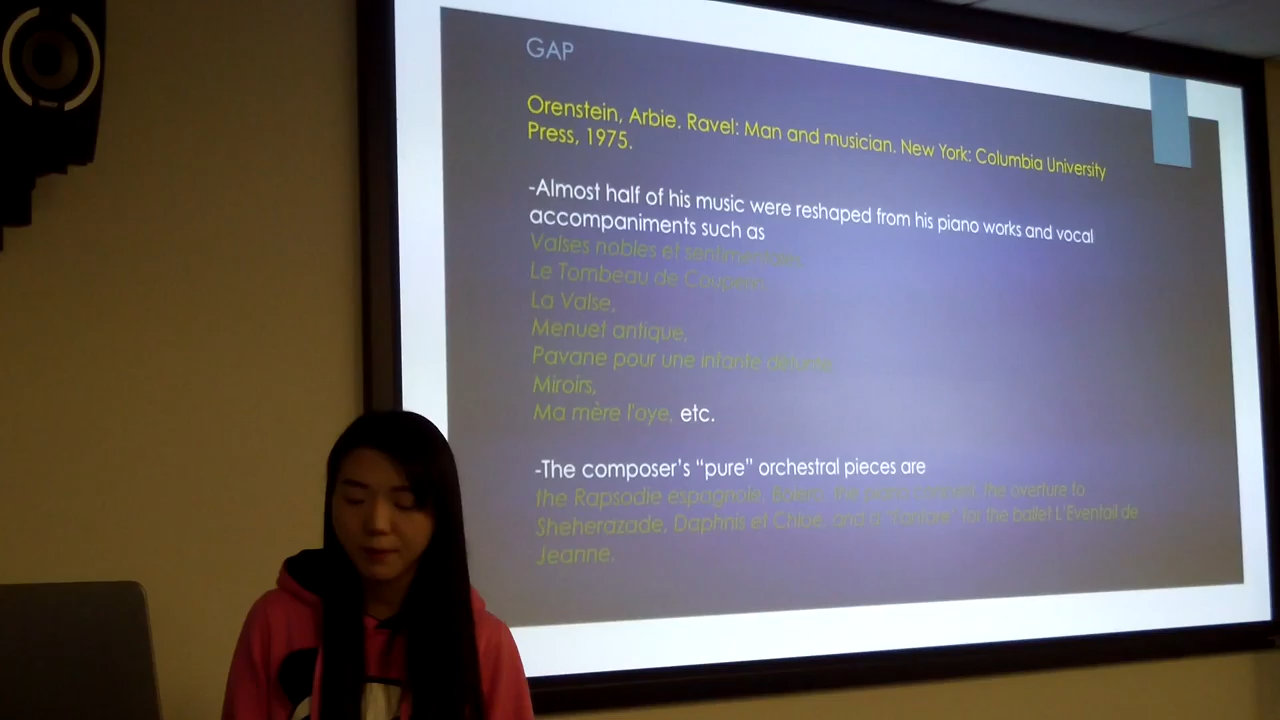 GAP
Orenstein, Arbie. Ravel: Man and musician. New York: Columbia University
Press, 1975.
-Almost half of his music were reshaped from his piano works and vocal
accompaniments such as
Valses nobles et sentimentales,
Le Tombeau de Couperin,
La Valse,
Menuet antique,
Pavane pour une infante défunte,
Miroirs,
Ma mère l'oye, etc.
-The composer's “pure” orchestral pieces are
the Rapsodie espagnole, Bolero, the piano concerti, the overture to
Sheherazade, Daphnis et Chloe, and a "Fanfare" for the ballet L'Eventail de
Jeanne.